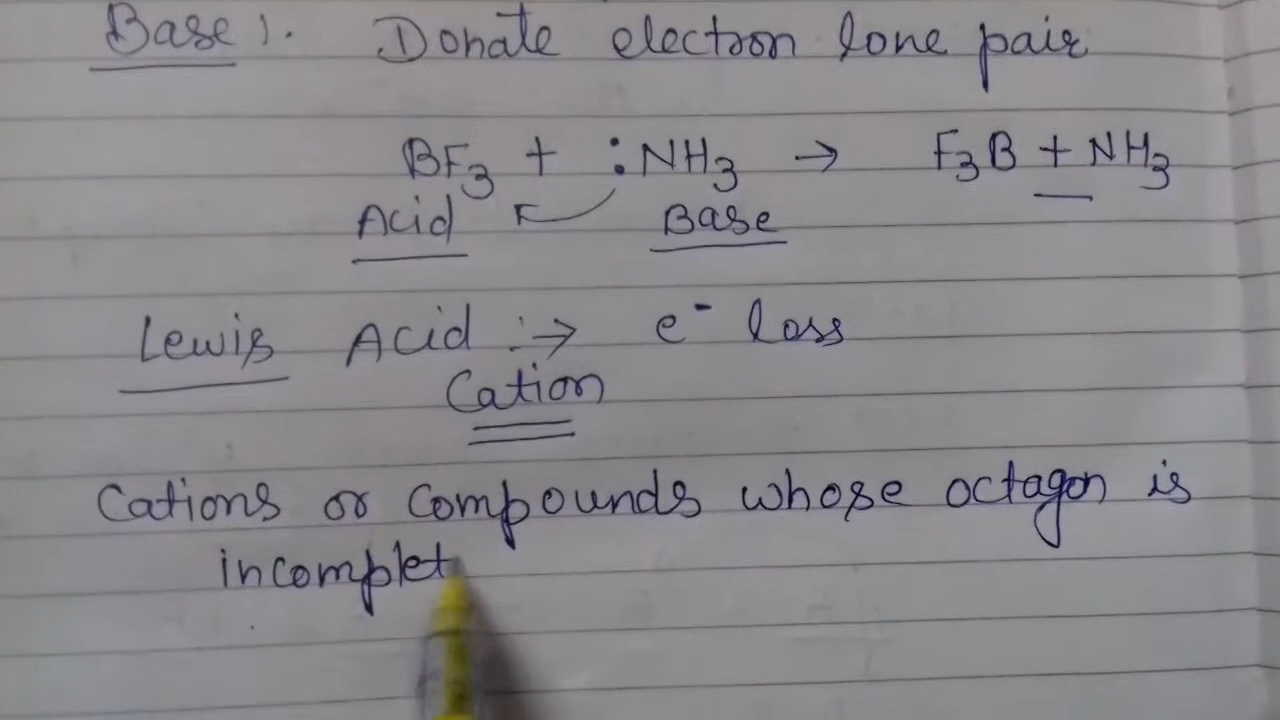 Base :- Donate electron lone pair
BF3 + :NH3 → F3B + NH3
Acid Base
Lewis Acid :→ e⁻ loss
Cation
Cations or compounds whose octagon is
incomplet